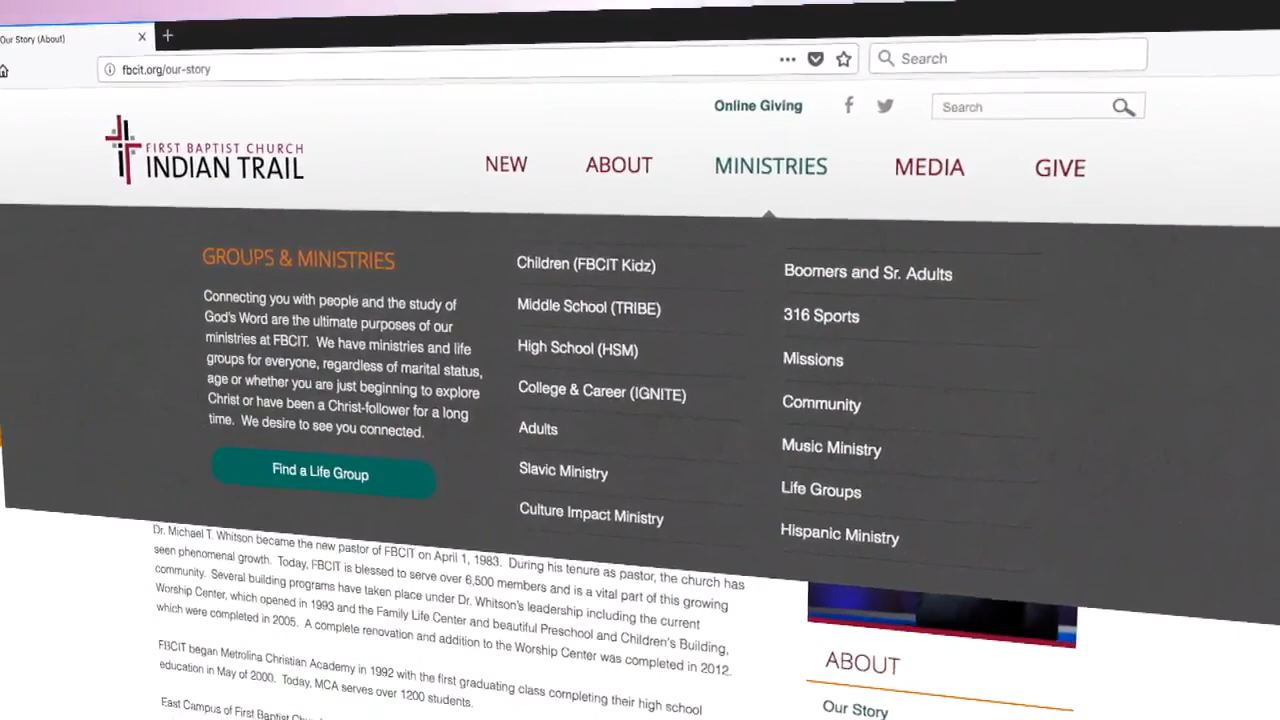 Our Story (About)
fbcit.org/our-story
Search
Online Giving
Search
FIRST BAPTIST CHURCH
INDIAN TRAIL
NEW
ABOUT
MINISTRIES
MEDIA
GIVE
GROUPS & MINISTRIES
Connecting you with people and the study of
God's Word are the ultimate purposes of our
ministries at FBCIT. We have ministries and life
groups for everyone, regardless of marital status,
age or whether you are just beginning to explore
Christ or have been a Christ-follower for a long
time. We desire to see you connected.
Find a Life Group
Children (FBCIT Kidz)
Middle School (TRIBE)
High School (HSM)
College & Career (IGNITE)
Adults
Slavic Ministry
Culture Impact Ministry
Boomers and Sr. Adults
316 Sports
Missions
Community
Music Ministry
Life Groups
Hispanic Ministry
Dr. Michael T. Whitson became the new pastor of FBCIT on April 1, 1983. During his tenure as pastor, the church has
seen phenomenal growth. Today, FBCIT is blessed to serve over 6,500 members and is a vital part of this growing
community. Several building programs have taken place under Dr. Whitson's leadership including the current
Worship Center, which opened in 1993 and the Family Life Center and beautiful Preschool and Children's Building,
which were completed in 2005. A complete renovation and addition to the Worship Center was completed in 2012.
FBCIT began Metrolina Christian Academy in 1992 with the first graduating class completing their high school
education in May of 2000. Today, MCA serves over 1200 students.
East Campus of First Baptist
ABOUT
Our Story